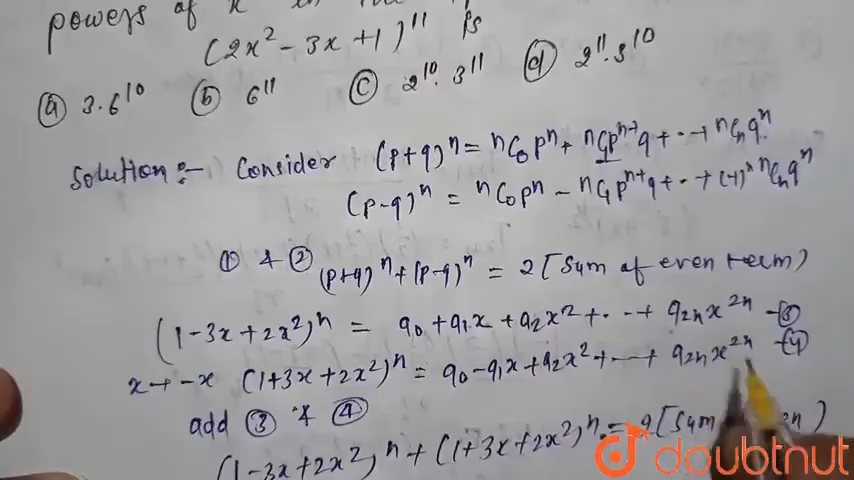 powers of x in the
(2x² - 3x + 1)¹¹ is
ⓐ 3.6¹⁰ ⓑ 6¹¹ ⓒ 2¹⁰. 3¹¹ ⓓ 2¹¹. 3¹⁰
Solution :- Consider (p+q)ⁿ = ⁿC₀pⁿ + ⁿC₁pⁿ⁺¹q + ... + ⁿCₙqⁿ
(p-q)ⁿ = ⁿC₀pⁿ - ⁿC₁pⁿ⁺¹q + ... + (-1)ⁿ ⁿCₙqⁿ
① & ② (p+q)ⁿ + (p-q)ⁿ = 2 [Sum of even term)
(1-3x+2x²)ⁿ = a₀ + a₁x + a₂x² + ... + a₂ₙx²ⁿ -③
x → -x (1+3x+2x²)ⁿ = a₀ - a₁x + a₂x² + ... + a₂ₙx²ⁿ -④
add ③ & ④
(1-3x+2x²)ⁿ + (1+3x+2x²)ⁿ = 2 [Sum
doubtnut